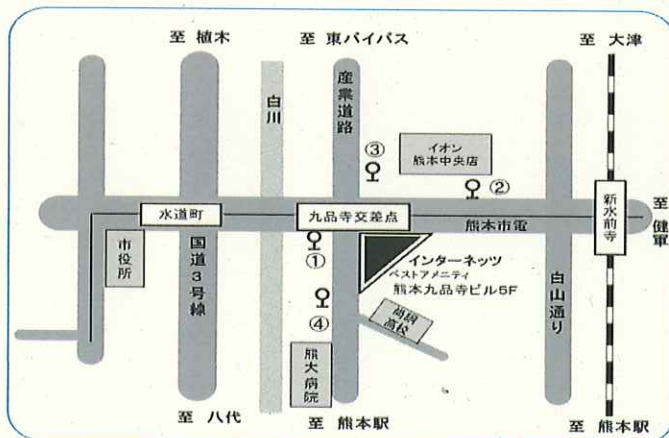 至 植木
至 東バイパス
至 大津
白川
産業道路
③
イオン
熊本中央店
②
水道町
九品寺交差点
熊本市電
新水前寺
至 健軍
市役所
国道3号線
①
インターネッツ
ベストアメニティ
熊本九品寺ビル5F
白山通り
④
尚絅
高校
熊大病院
至 八代
至 熊本駅
至 熊本駅